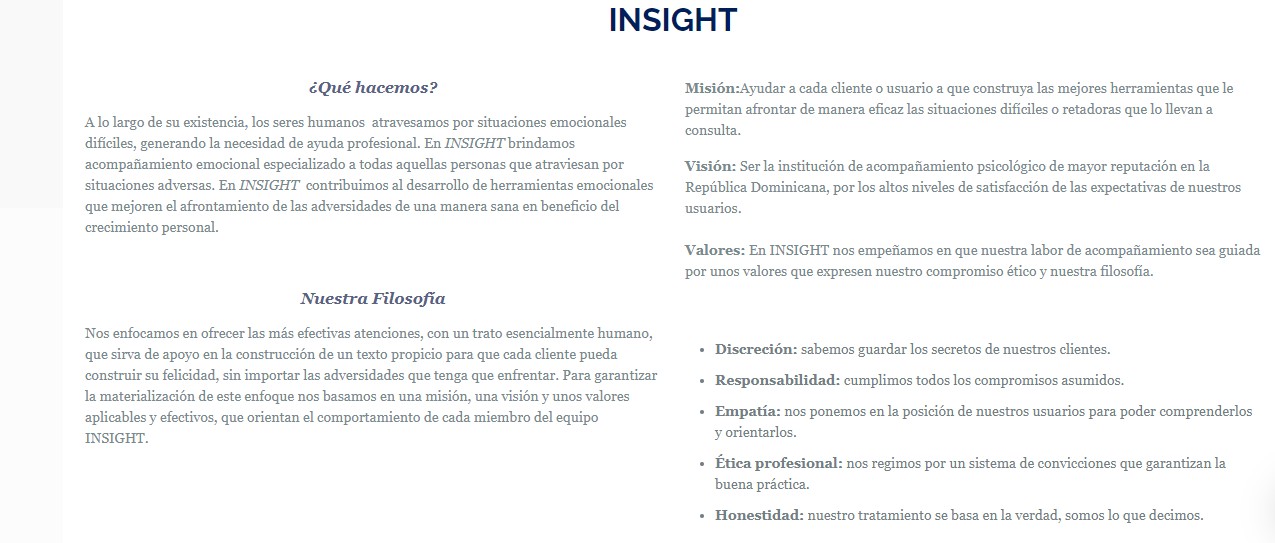 INSIGHT
¿Qué hacemos?
A lo largo de su existencia, los seres humanos atravesamos por situaciones emocionales
difíciles, generando la necesidad de ayuda profesional. En INSIGHT brindamos
acompañamiento emocional especializado a todas aquellas personas que atraviesan por
situaciones adversas. En INSIGHT contribuimos al desarrollo de herramientas emocionales
que mejoren el afrontamiento de las adversidades de una manera sana en beneficio del
crecimiento personal.
Nuestra Filosofía
Nos enfocamos en ofrecer las más efectivas atenciones, con un trato esencialmente humano,
que sirva de apoyo en la construcción de un texto propicio para que cada cliente pueda
construir su felicidad, sin importar las adversidades que tenga que enfrentar. Para garantizar
la materialización de este enfoque nos basamos en una misión, una visión y unos valores
aplicables y efectivos, que orientan el comportamiento de cada miembro del equipo
INSIGHT.
Misión:Ayudar a cada cliente o usuario a que construya las mejores herramientas que le
permitan afrontar de manera eficaz las situaciones difíciles o retadoras que lo llevan a
consulta.
Visión: Ser la institución de acompañamiento psicológico de mayor reputación en la
República Dominicana, por los altos niveles de satisfacción de las expectativas de nuestros
usuarios.
Valores: En INSIGHT nos empeñamos en que nuestra labor de acompañamiento sea guiada
por unos valores que expresen nuestro compromiso ético y nuestra filosofía.
• Discreción: sabemos guardar los secretos de nuestros clientes.
• Responsabilidad: cumplimos todos los compromisos asumidos.
• Empatía: nos ponemos en la posición de nuestros usuarios para poder comprenderlos
y orientarlos.
• Ética profesional: nos regimos por un sistema de convicciones que garantizan la
buena práctica.
• Honestidad: nuestro tratamiento se basa en la verdad, somos lo que decimos.